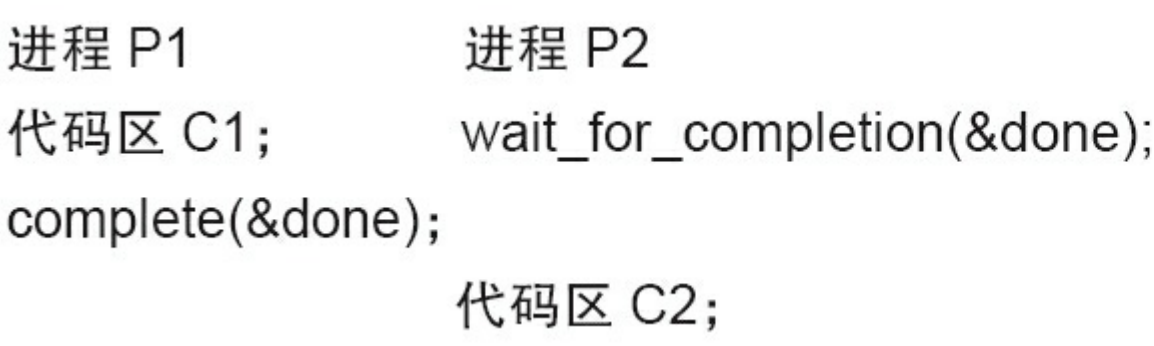 进程 P1 进程 P2
代码区 C1； wait_for_completion(&done);
complete(&done)；
代码区 C2；